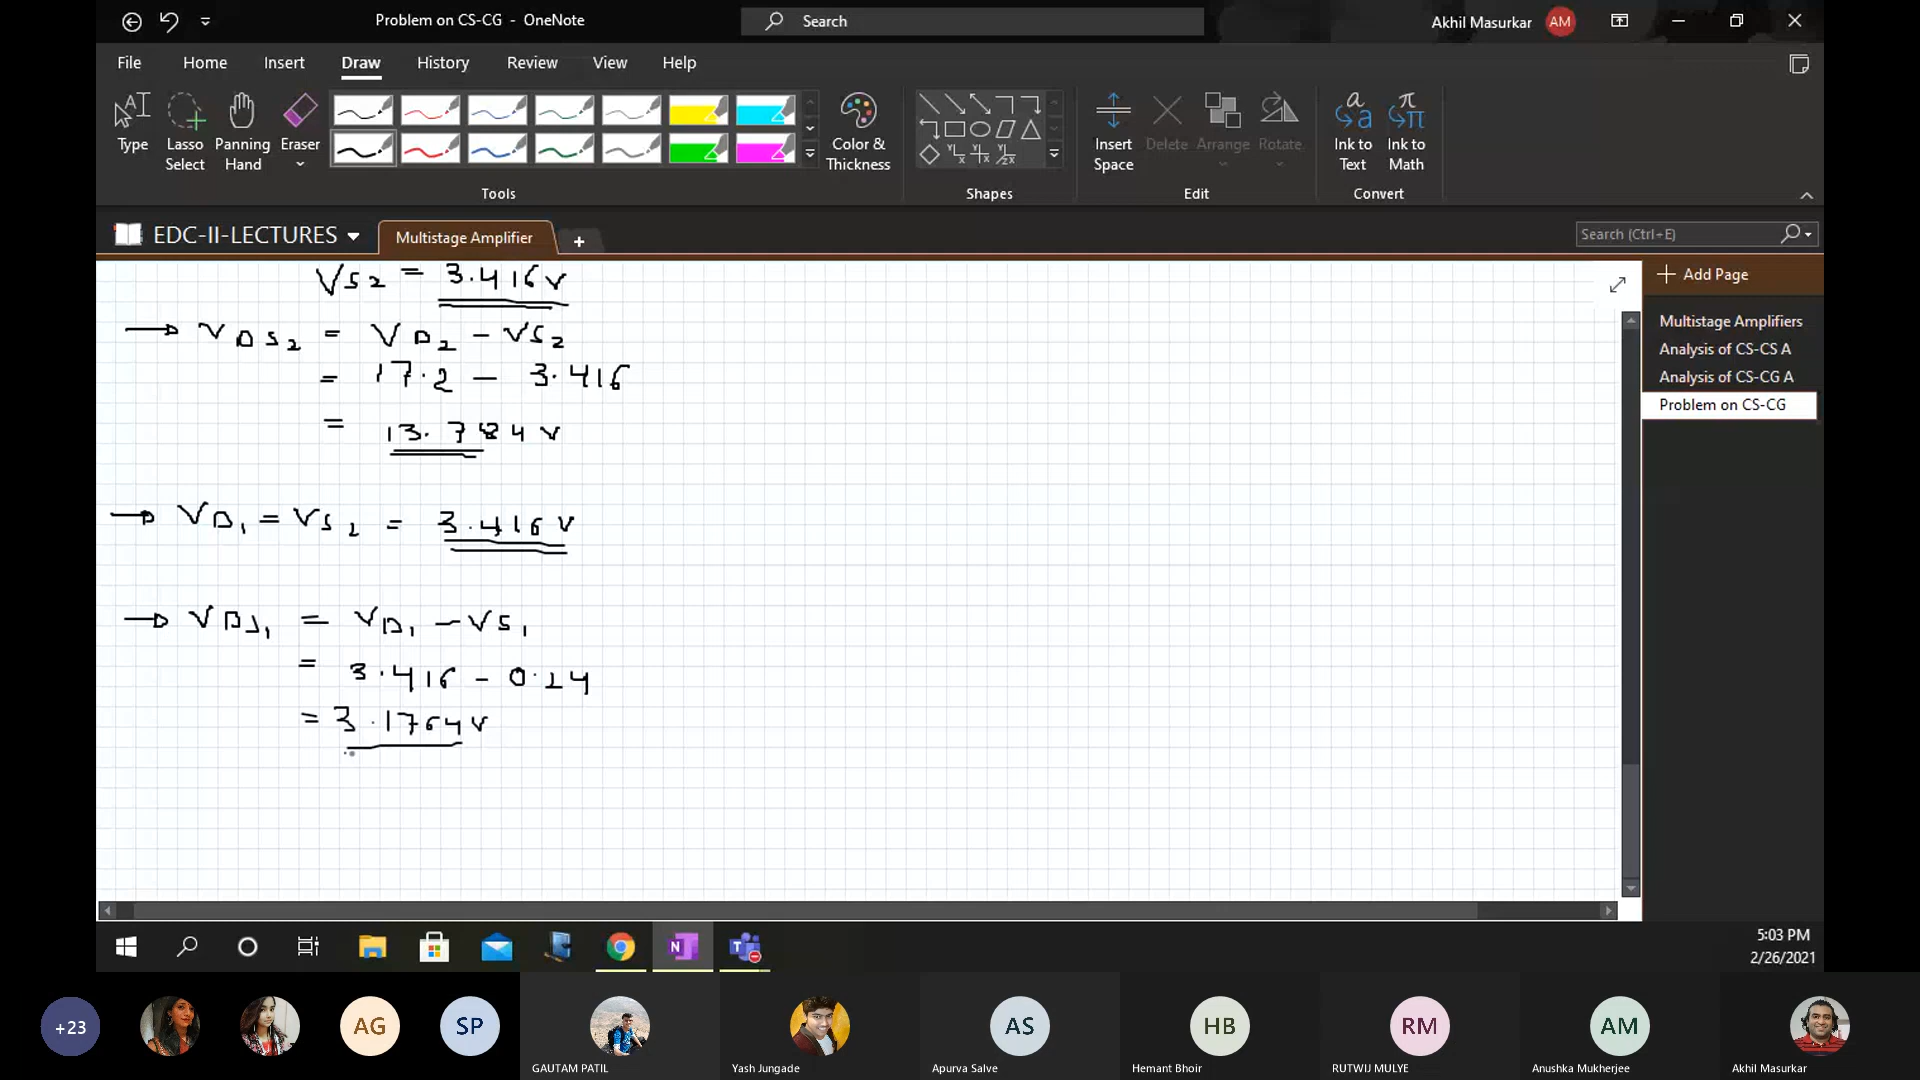 Problem on CS-CG - OneNote
Search
Akhil Masurkar
AM
File Home Insert Draw History Review View Help
Type
Lasso Select
Panning Hand
Eraser
Color & Thickness
Insert Space
Delete
Arrange
Rotate
Ink to Text
Ink to Math
Tools
Shapes
Edit
Convert
EDC-II-LECTURES
Multistage Amplifier
Search (Ctrl+E)
Add Page
Multistage Amplifiers
Analysis of CS-CS A
Analysis of CS-CG A
Problem on CS-CG
VS2 = 3.416V
→ VDS2 = VD2 - VS2
= 17.2 - 3.416
= 13.784V
→ VD1 = VS2 = 3.416V
→ VDS1 = VD1 - VS1
= 3.416 - 0.24
= 3.1764V
5:03 PM
2/26/2021
+23
AG
SP
AS
HB
RM
AM
GAUTAM PATIL
Yash Jungade
Apurva Salve
Hemant Bhoir
RUTWIJ MULYE
Anushka Mukherjee
Akhil Masurkar